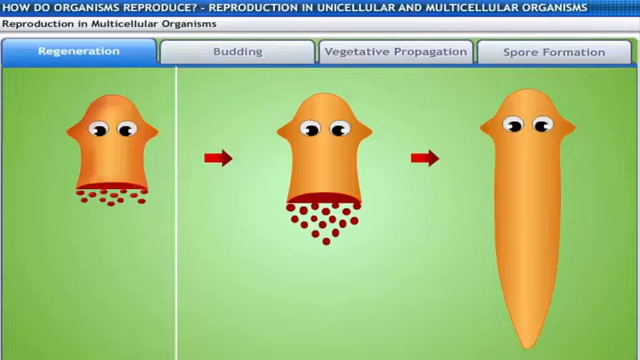 HOW DO ORGANISMS REPRODUCE? - REPRODUCTION IN UNICELLULAR AND MULTICELLULAR ORGANISMS
Reproduction in Multicellular Organisms
Regeneration
Budding
Vegetative Propagation
Spore Formation